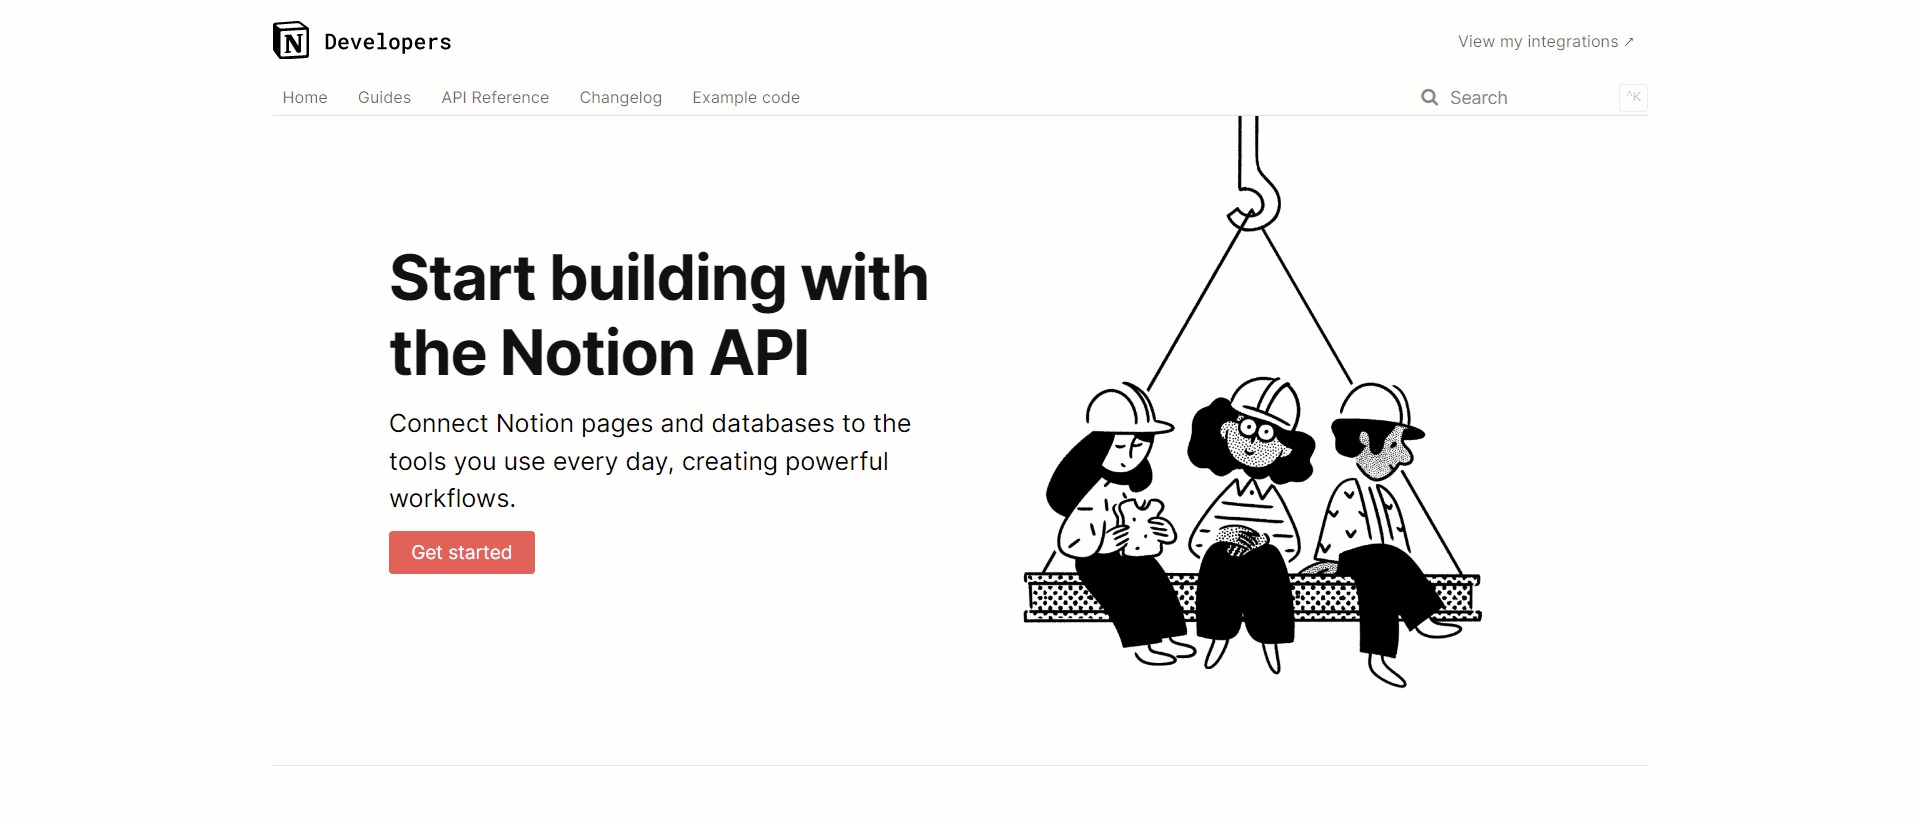 N Developers
View my integrations ↗
Home Guides API Reference Changelog Example code
Search ^K
Start building with
the Notion API
Connect Notion pages and databases to the
tools you use every day, creating powerful
workflows.
Get started